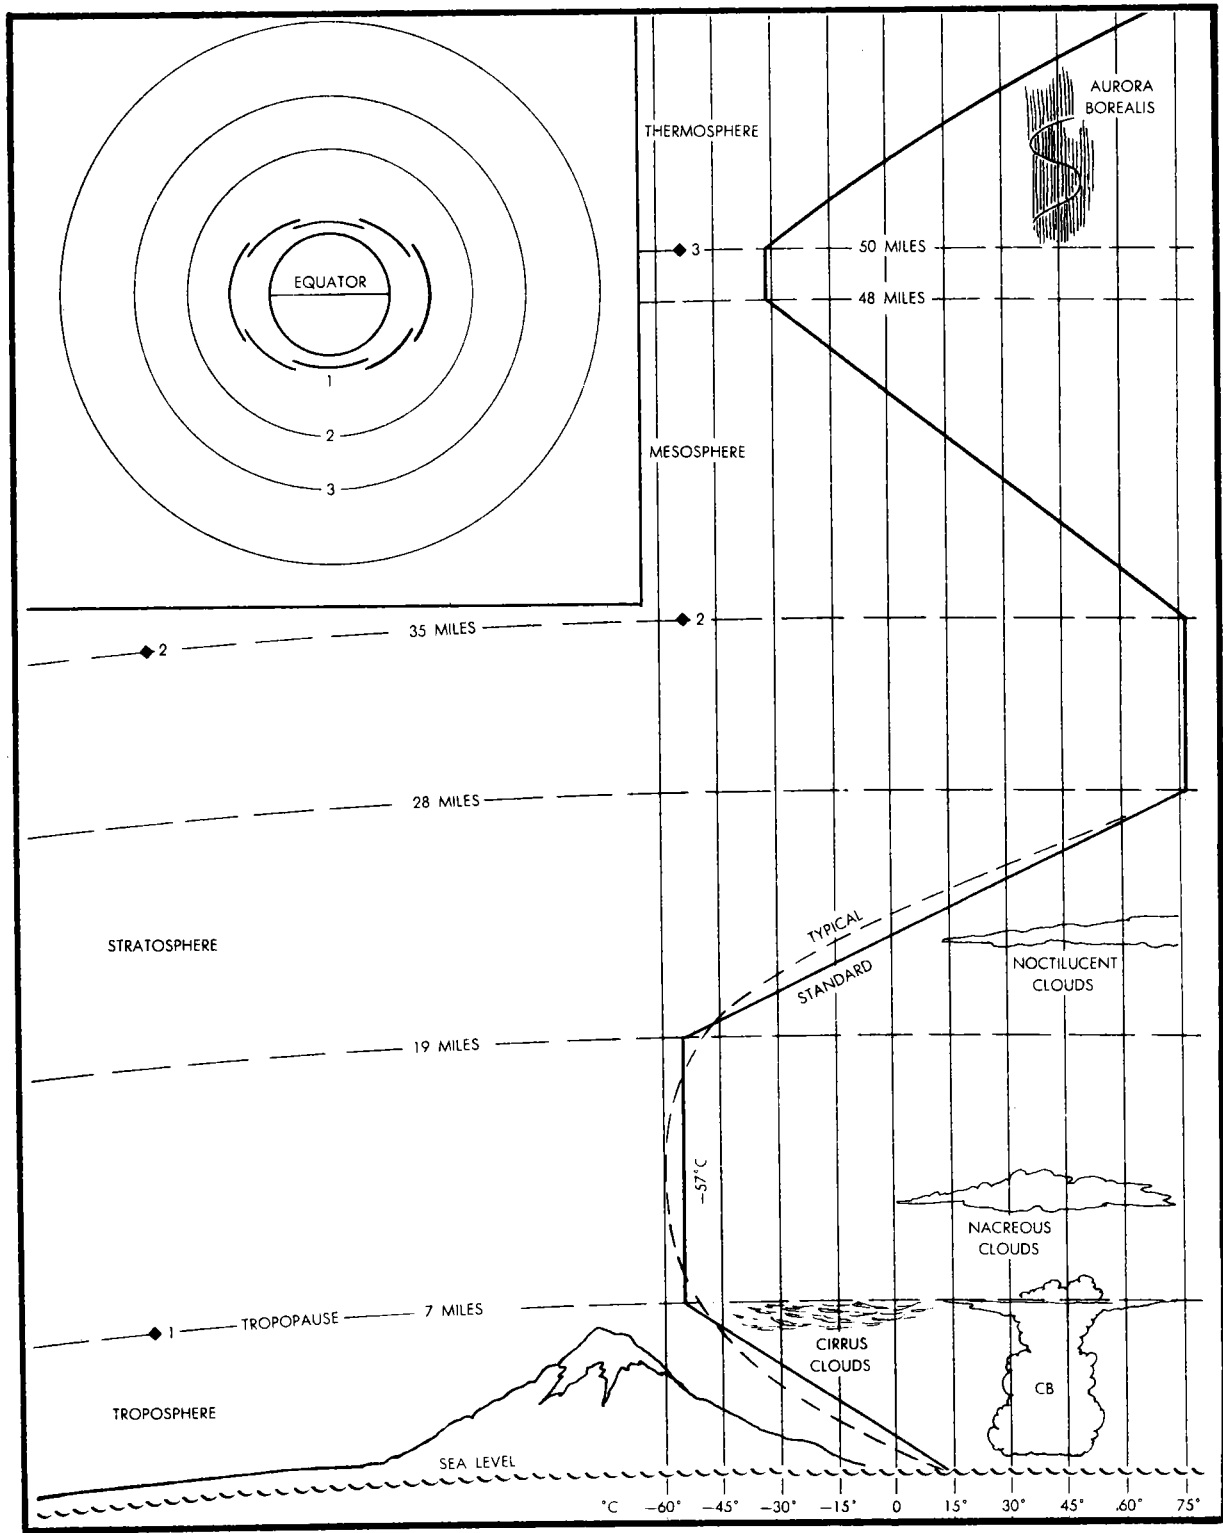 EQUATOR
1
2
3
THERMOSPHERE
AURORA
BOREALIS
3
50 MILES
48 MILES
MESOSPHERE
35 MILES
2
2
28 MILES
STRATOSPHERE
TYPICAL
STANDARD
NOCTILUCENT
CLOUDS
19 MILES
-57°C
NACREOUS
CLOUDS
1
TROPOPAUSE
7 MILES
CIRRUS
CLOUDS
CB
TROPOSPHERE
SEA LEVEL
°C -60° -45° -30° -15° 0 15° 30° 45° 60° 75°